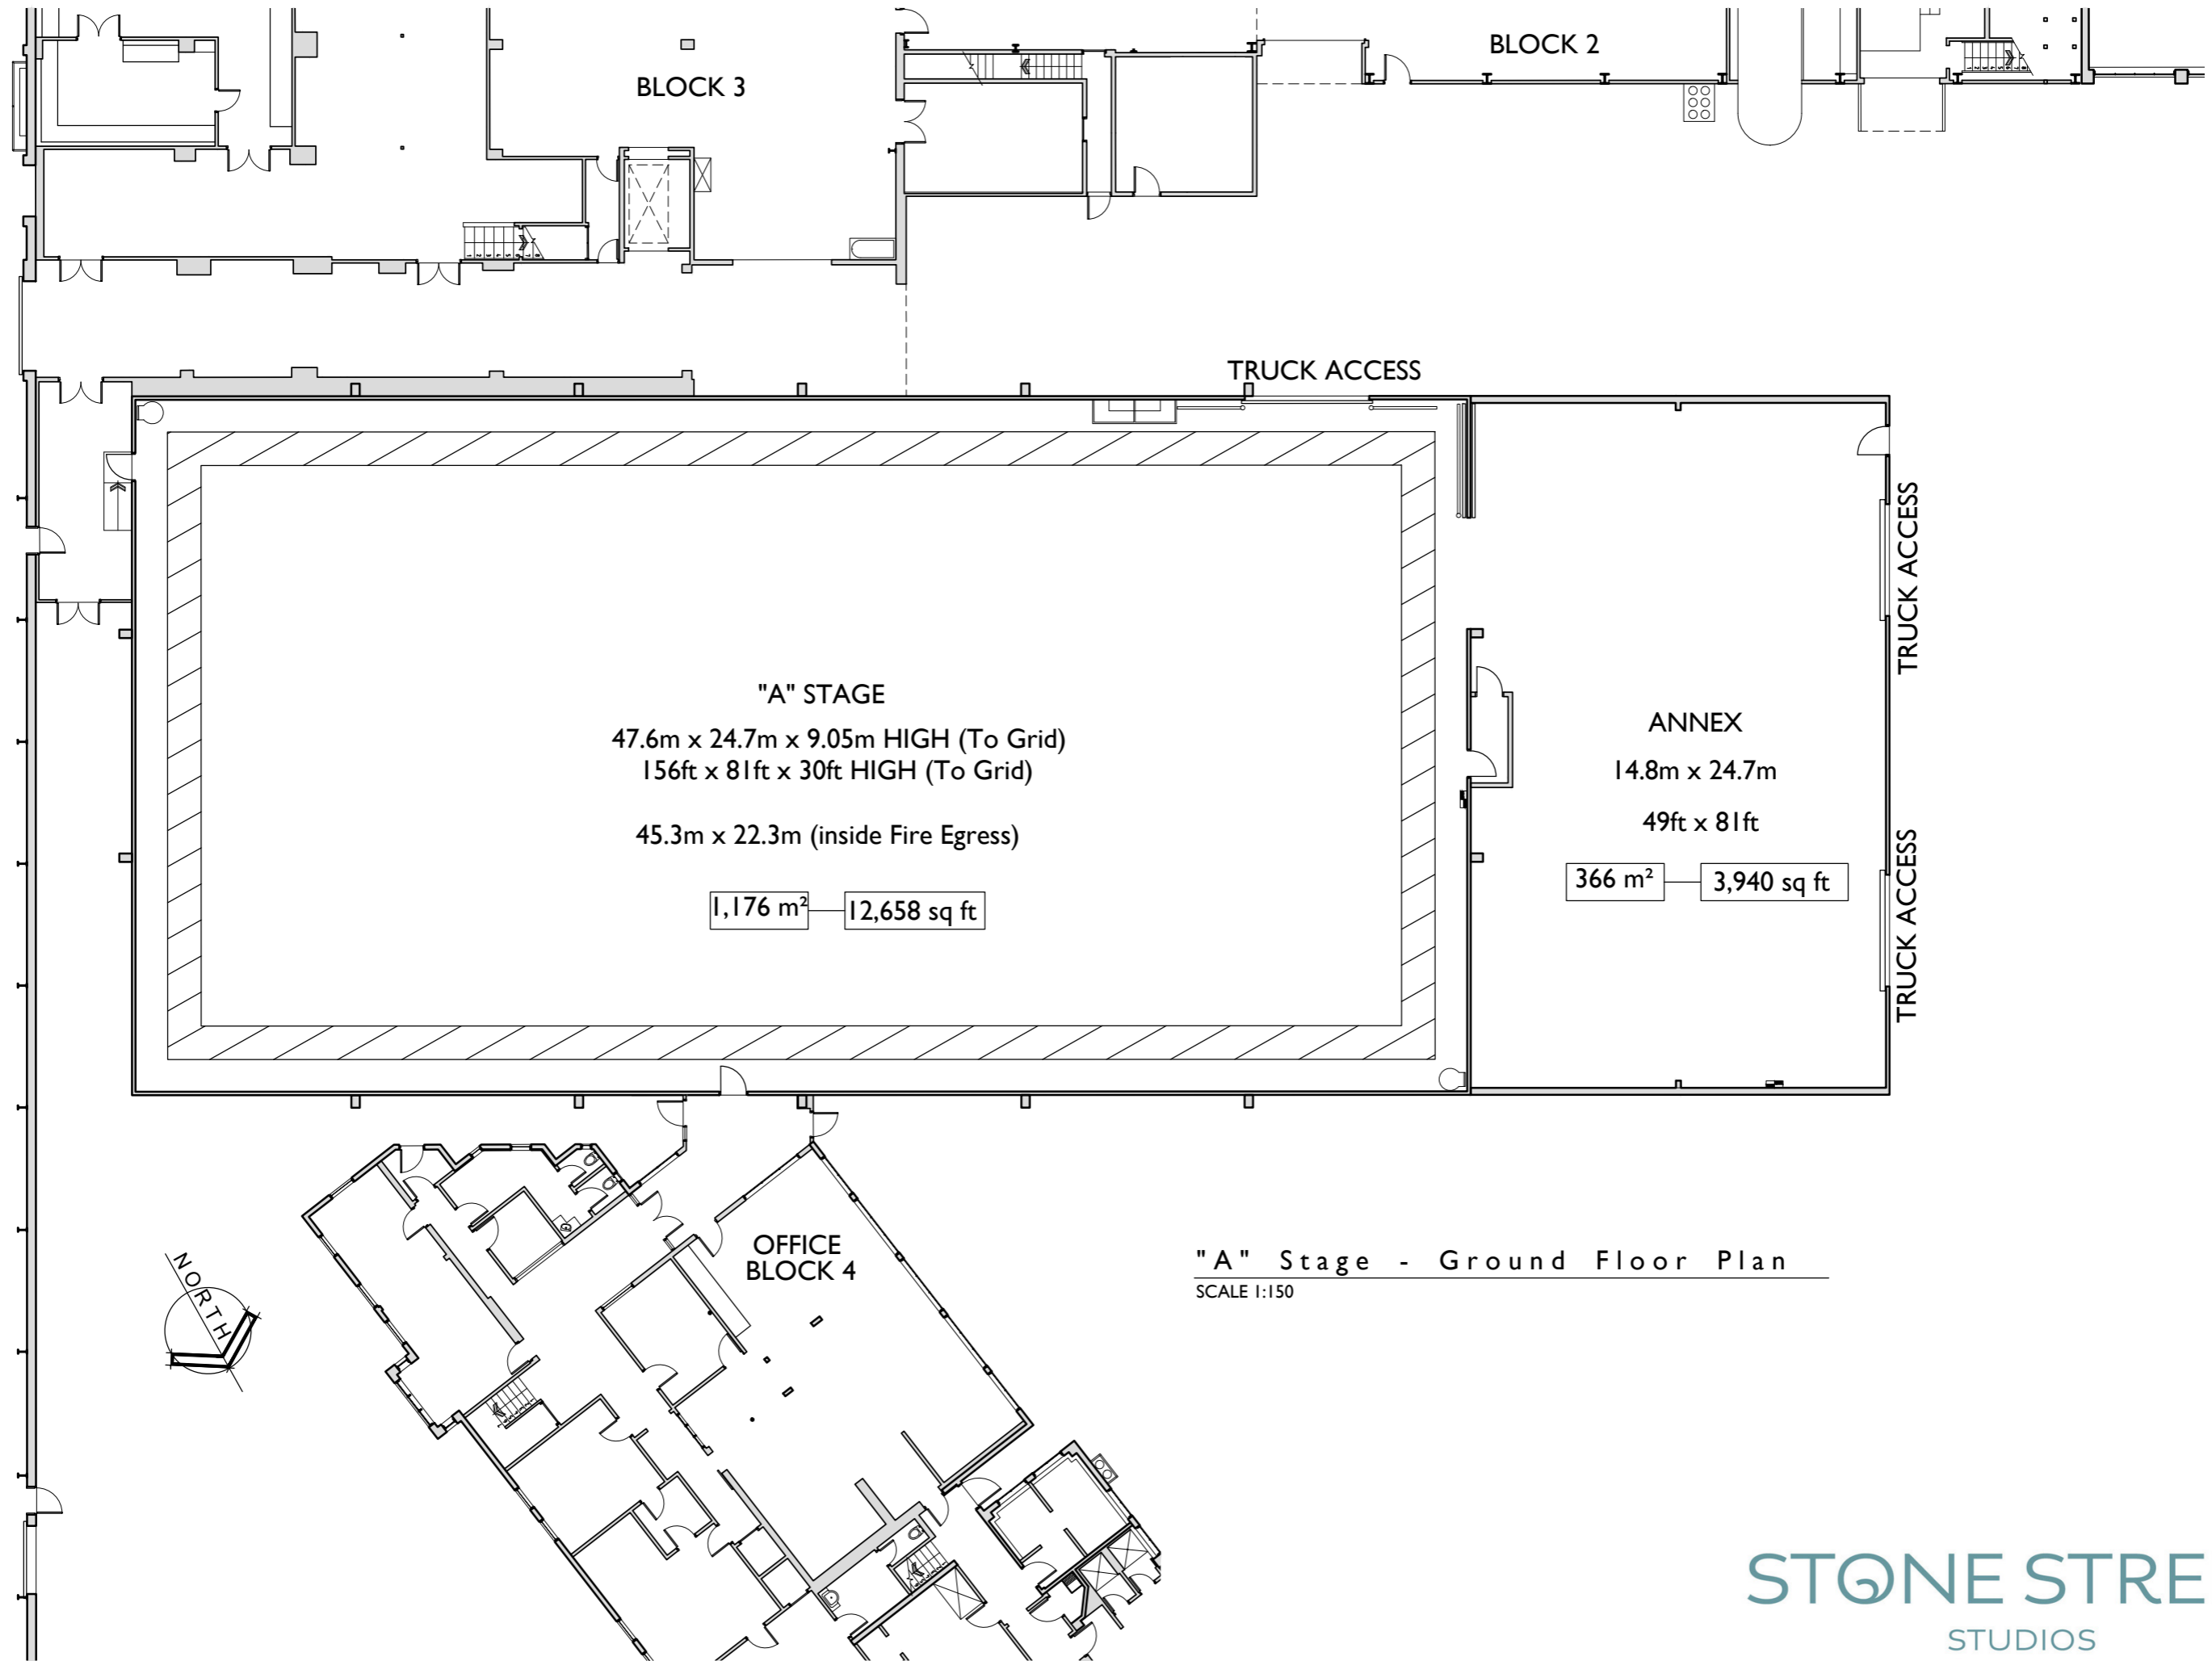 BLOCK 3
BLOCK 2
TRUCK ACCESS
TRUCK ACCESS
"A" STAGE
47.6m x 24.7m x 9.05m HIGH (To Grid)
156ft x 81ft x 30ft HIGH (To Grid)
45.3m x 22.3m (inside Fire Egress)
1,176 m² 12,658 sq ft
ANNEX
14.8m x 24.7m
49ft x 81ft
366 m² 3,940 sq ft
TRUCK ACCESS
OFFICE
BLOCK 4
NORTH
"A" Stage - Ground Floor Plan
SCALE 1:150
STONE STRE
STUDIOS